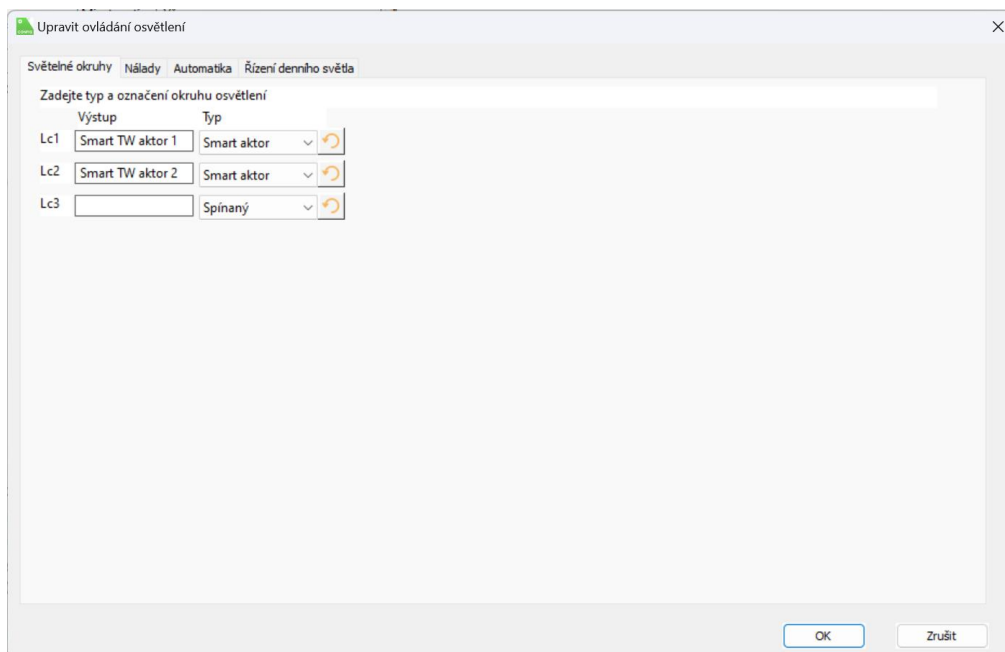 Upravit ovládání osvětlení
Světelné okruhy Nálady Automatika Řízení denního světla
Zadejte typ a označení okruhu osvětlení
Výstup Typ
Lc1 Smart TW aktor 1 Smart aktor
Lc2 Smart TW aktor 2 Smart aktor
Lc3 Spínaný
OK Zrušit